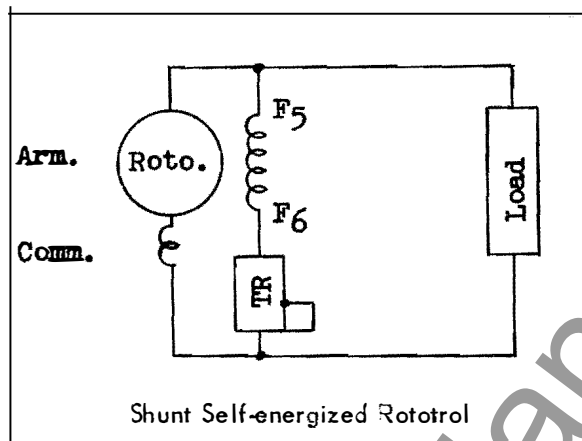 F5
Arm.
Roto.
Load
F6
Comm.
TR
Shunt Self-energized Rototrol